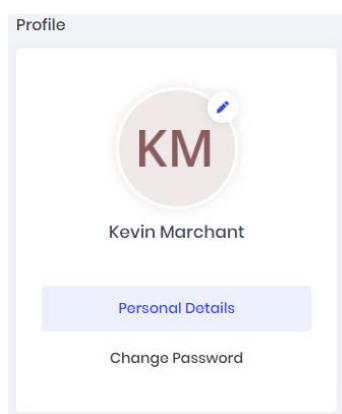 Profile
KM
Kevin Marchant
Personal Details
Change Password